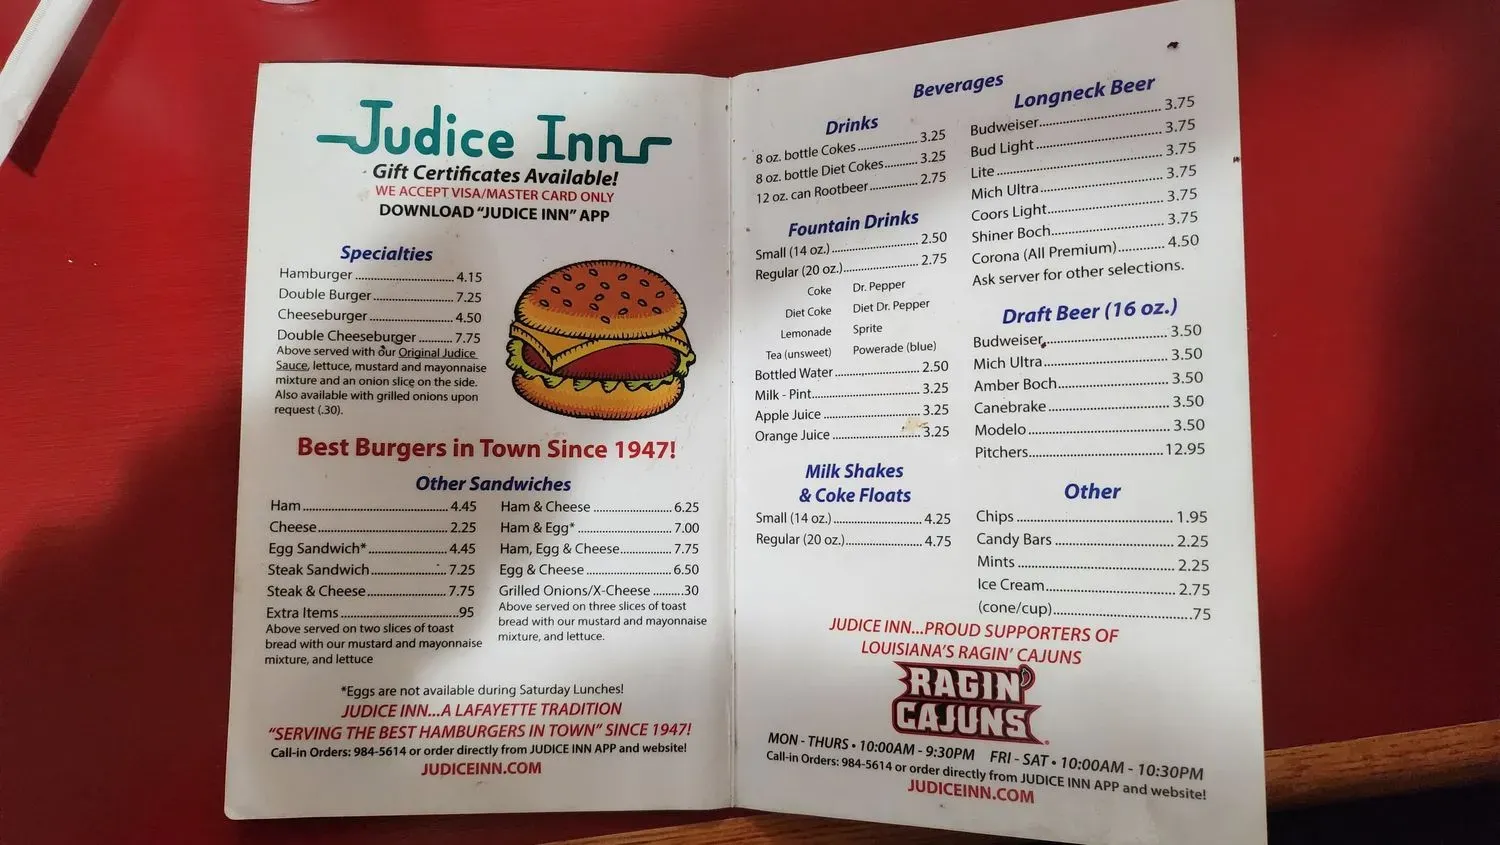 Judice Inn
Gift Certificates Available!
WE ACCEPT VISA/MASTER CARD ONLY
DOWNLOAD "JUDICE INN" APP
Specialties
Hamburger 4.15
Double Burger 7.25
Cheeseburger 4.50
Double Cheeseburger 7.75
Above served with our Original Judice
Sauce, lettuce, mustard and mayonnaise
mixture and an onion slice on the side.
Also available with grilled onions upon
request (.30).
Best Burgers in Town Since 1947!
Other Sandwiches
Ham 4.45
Cheese 2.25
Egg Sandwich* 4.45
Steak Sandwich 7.25
Steak & Cheese 7.75
Extra Items .95
Above served on two slices of toast
bread with our mustard and mayonnaise
mixture, and lettuce
Ham & Cheese 6.25
Ham & Egg* 7.00
Ham, Egg & Cheese 7.75
Egg & Cheese 6.50
Grilled Onions/X-Cheese .30
Above served on three slices of toast
bread with our mustard and mayonnaise
mixture, and lettuce.
*Eggs are not available during Saturday Lunches!
JUDICE INN...A LAFAYETTE TRADITION
"SERVING THE BEST HAMBURGERS IN TOWN" SINCE 1947!
Call-in Orders: 984-5614 or order directly from JUDICE INN APP and website!
JUDICEINN.COM
Beverages
Drinks
8 oz. bottle Cokes 3.25
8 oz. bottle Diet Cokes 3.25
12 oz. can Rootbeer 2.75
Fountain Drinks
Small (14 oz.) 2.50
Regular (20 oz.) 2.75
Coke Dr. Pepper
Diet Coke Diet Dr. Pepper
Lemonade Sprite
Tea (unsweet) Powerade (blue)
Bottled Water 2.50
Milk - Pint 3.25
Apple Juice 3.25
Orange Juice 3.25
Milk Shakes
& Coke Floats
Small (14 oz.) 4.25
Regular (20 oz.) 4.75
Longneck Beer
Budweiser 3.75
Bud Light 3.75
Lite 3.75
Mich Ultra 3.75
Coors Light 3.75
Shiner Boch 3.75
Corona (All Premium) 4.50
Ask server for other selections.
Draft Beer (16 oz.)
Budweiser 3.50
Mich Ultra 3.50
Amber Boch 3.50
Canebrake 3.50
Modelo 3.50
Pitchers 12.95
Other
Chips 1.95
Candy Bars 2.25
Mints 2.25
Ice Cream 2.75
(cone/cup) .75
JUDICE INN...PROUD SUPPORTERS OF
LOUISIANA'S RAGIN' CAJUNS
RAGIN'
CAJUNS
MON - THURS • 10:00AM - 9:30PM FRI - SAT • 10:00AM - 10:30PM
Call-in Orders: 984-5614 or order directly from JUDICE INN APP and website!
JUDICEINN.COM